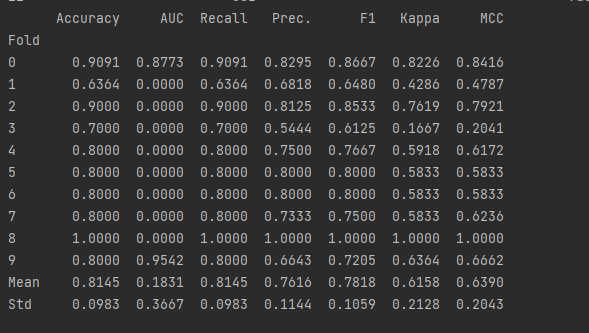 Accuracy AUC Recall Prec. F1 Kappa MCC
Fold
0 0.9091 0.8773 0.9091 0.8295 0.8667 0.8226 0.8416
1 0.6364 0.0000 0.6364 0.6818 0.6480 0.4286 0.4787
2 0.9000 0.0000 0.9000 0.8125 0.8533 0.7619 0.7921
3 0.7000 0.0000 0.7000 0.5444 0.6125 0.1667 0.2041
4 0.8000 0.0000 0.8000 0.7500 0.7667 0.5918 0.6172
5 0.8000 0.0000 0.8000 0.8000 0.8000 0.5833 0.5833
6 0.8000 0.0000 0.8000 0.8000 0.8000 0.5833 0.5833
7 0.8000 0.0000 0.8000 0.7333 0.7500 0.5833 0.6236
8 1.0000 0.0000 1.0000 1.0000 1.0000 1.0000 1.0000
9 0.8000 0.9542 0.8000 0.6643 0.7205 0.6364 0.6662
Mean 0.8145 0.1831 0.8145 0.7616 0.7818 0.6158 0.6390
Std 0.0983 0.3667 0.0983 0.1144 0.1059 0.2128 0.2043